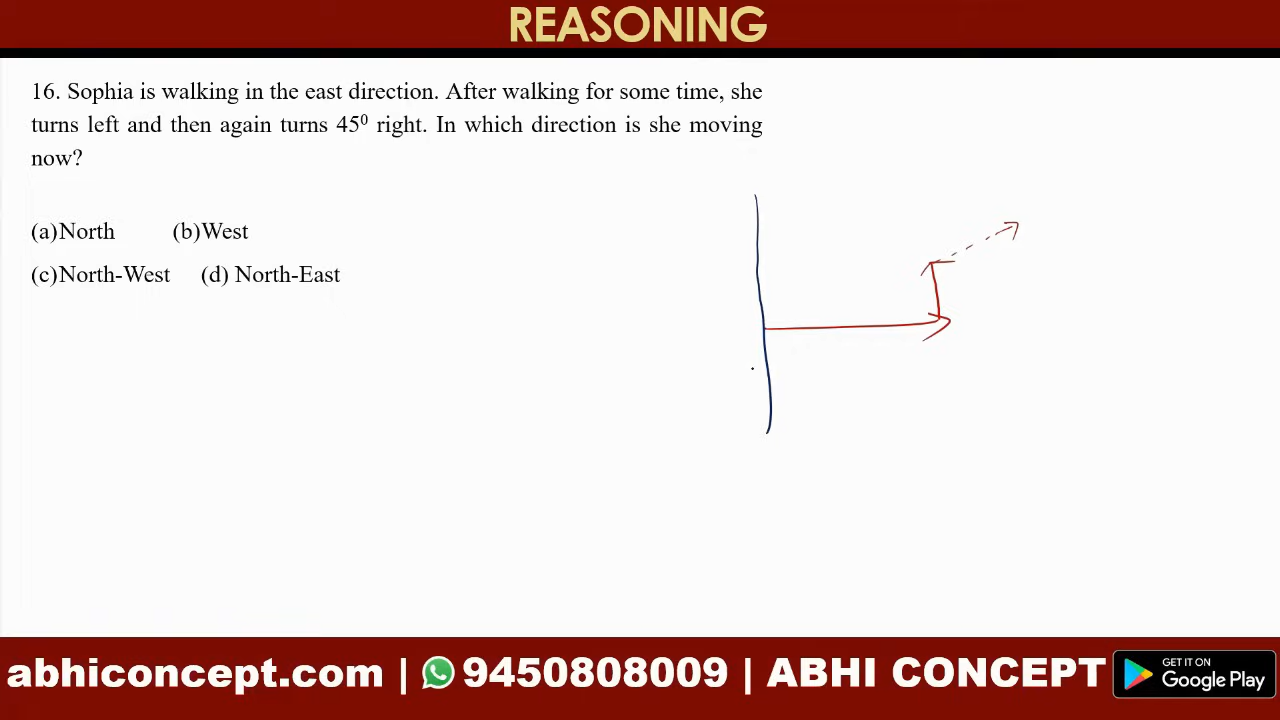 REASONING
16. Sophia is walking in the east direction. After walking for some time, she
turns left and then again turns 45⁰ right. In which direction is she moving
now?
(a)North (b)West
(c)North-West (d) North-East
abhiconcept.com | 9450808009 | ABHI CONCEPT
GET IT ON
Google Play